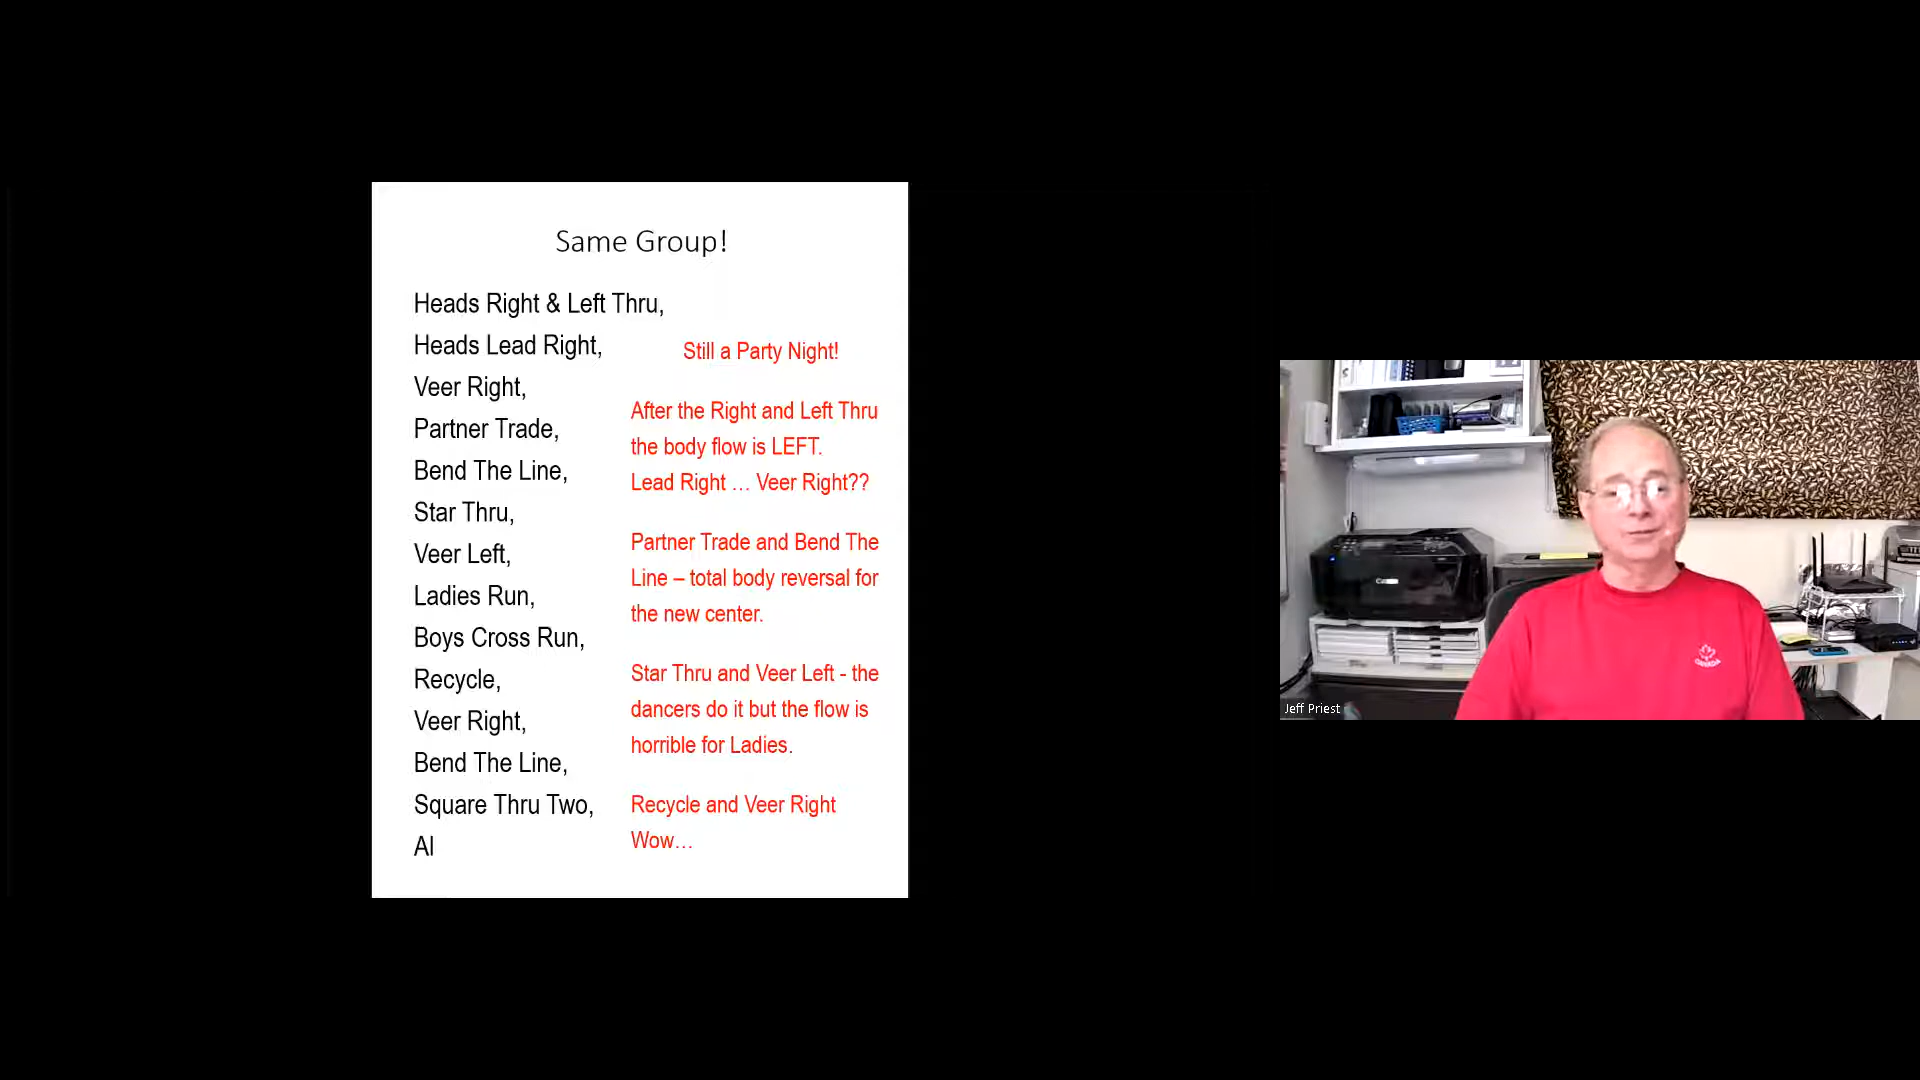 Same Group!
Heads Right & Left Thru,
Heads Lead Right,
Veer Right,
Partner Trade,
Bend The Line,
Star Thru,
Veer Left,
Ladies Run,
Boys Cross Run,
Recycle,
Veer Right,
Bend The Line,
Square Thru Two,
Al
Still a Party Night!
After the Right and Left Thru
the body flow is LEFT.
Lead Right … Veer Right??
Partner Trade and Bend The
Line – total body reversal for
the new center.
Star Thru and Veer Left - the
dancers do it but the flow is
horrible for Ladies.
Recycle and Veer Right
Wow…
Canon
CANADA
Jeff Priest